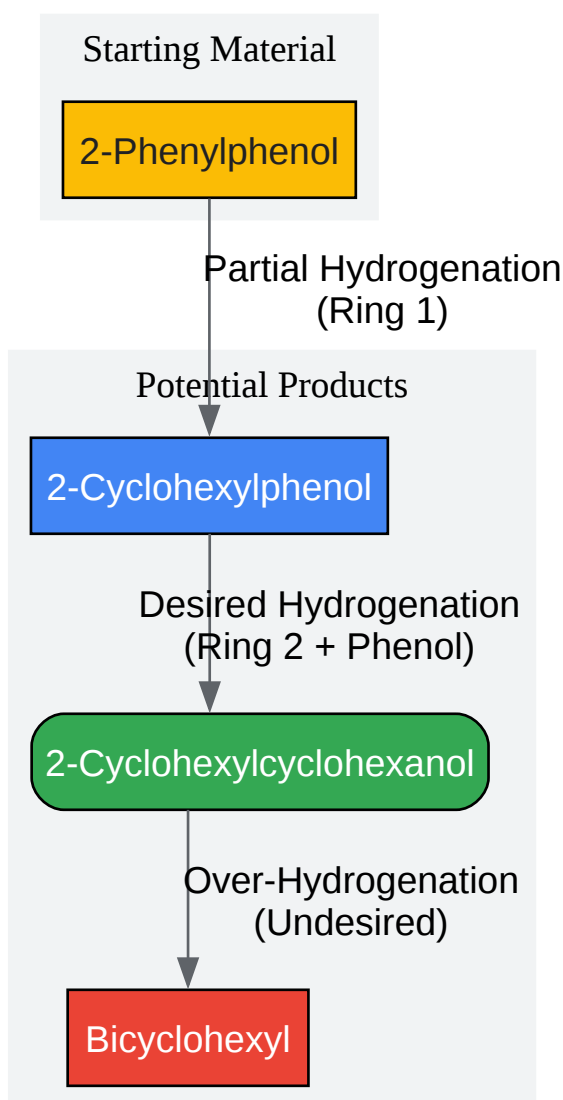 Starting Material
2-Phenylphenol
Partial Hydrogenation
(Ring 1)
Potential Products
2-Cyclohexylphenol
Desired Hydrogenation
(Ring 2 + Phenol)
2-Cyclohexylcyclohexanol
Over-Hydrogenation
(Undesired)
Bicyclohexyl